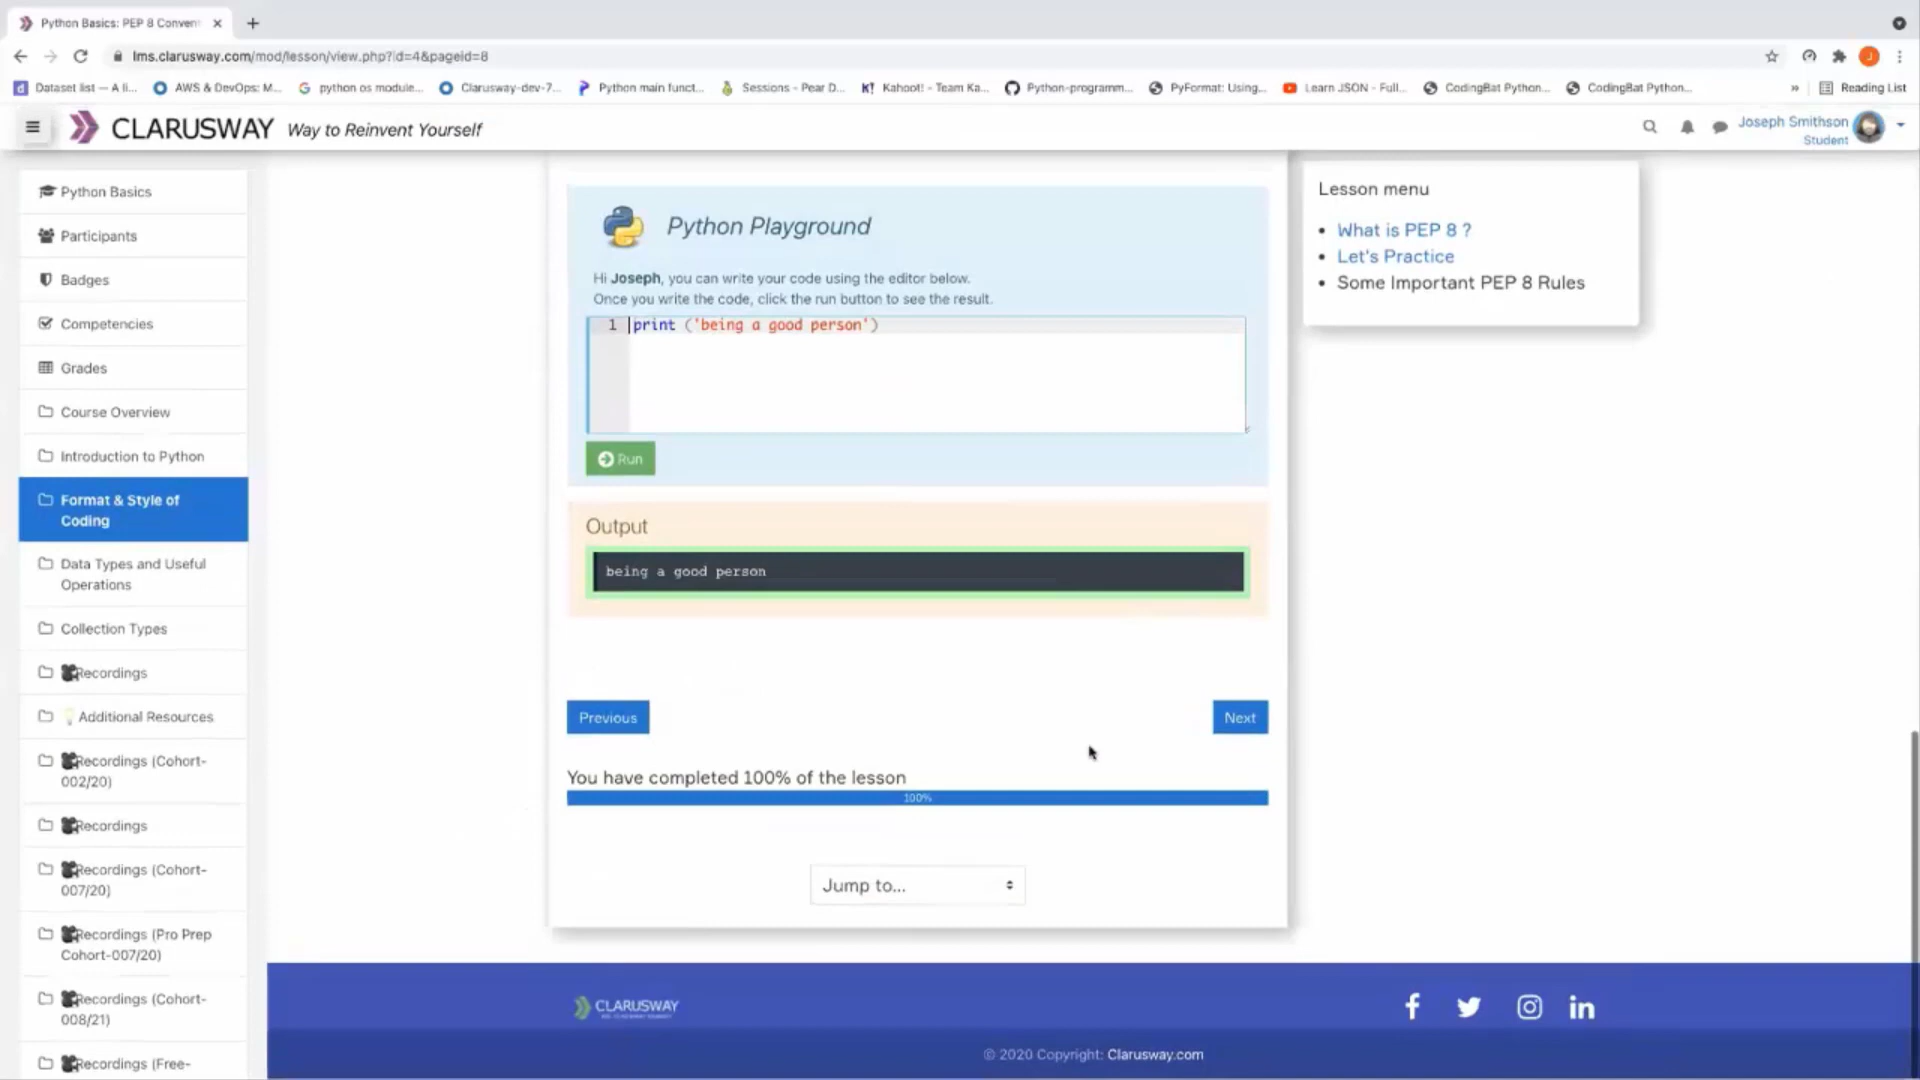 Python Basics: PEP 8 Conven
lms.clarusway.com/mod/lesson/view.php?id=4&pageid=8
Dataset list — A li...
AWS & DevOps: M...
python os module...
Clarusway-dev-7...
Python main funct...
Sessions - Pear D...
Kahoot! - Team Ka...
Python-programm...
PyFormat: Using...
Learn JSON - Full...
CodingBat Python...
CodingBat Python...
»
Reading List
CLARUSWAY Way to Reinvent Yourself
Joseph Smithson
Student
Python Basics
Participants
Badges
Competencies
Grades
Course Overview
Introduction to Python
Format & Style of
Coding
Data Types and Useful
Operations
Collection Types
Recordings
Additional Resources
Recordings (Cohort-
002/20)
Recordings
Recordings (Cohort-
007/20)
Recordings (Pro Prep
Cohort-007/20)
Recordings (Cohort-
008/21)
Recordings (Free-
Python Playground
Hi Joseph, you can write your code using the editor below.
Once you write the code, click the run button to see the result.
1 print ('being a good person')
Run
Output
being a good person
Previous
Next
You have completed 100% of the lesson
100%
Jump to...
Lesson menu
• What is PEP 8 ?
• Let's Practice
• Some Important PEP 8 Rules
CLARUSWAY
© 2020 Copyright: Clarusway.com